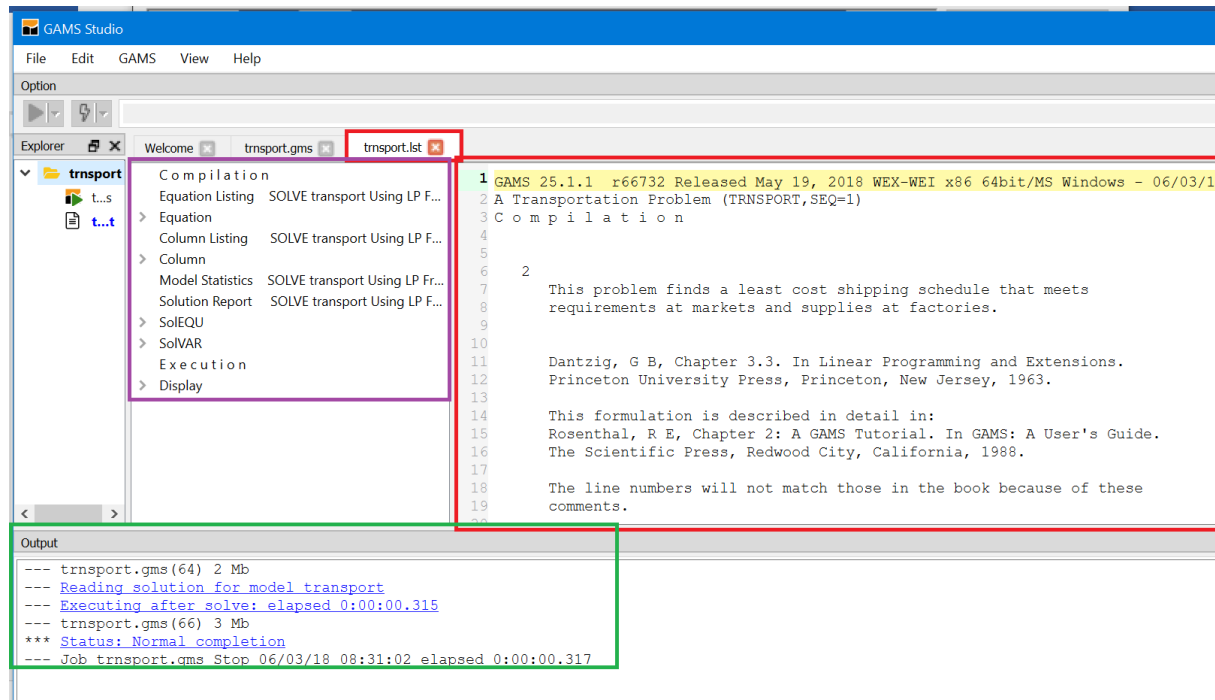 GAMS Studio
File Edit GAMS View Help
Option
Explorer
Welcome trnsport.gms trnsport.lst
trnsport
t...s
t...t
C o m p i l a t i o n
Equation Listing SOLVE transport Using LP F...
Equation
Column Listing SOLVE transport Using LP F...
Column
Model Statistics SOLVE transport Using LP Fr...
Solution Report SOLVE transport Using LP F...
SolEQU
SolVAR
E x e c u t i o n
Display
1 GAMS 25.1.1 r66732 Released May 19, 2018 WEX-WEI x86 64bit/MS Windows - 06/03/1
2 A Transportation Problem (TRNSPORT,SEQ=1)
3 C o m p i l a t i o n
4
5
6 2
7 This problem finds a least cost shipping schedule that meets
8 requirements at markets and supplies at factories.
9
10
11 Dantzig, G B, Chapter 3.3. In Linear Programming and Extensions.
12 Princeton University Press, Princeton, New Jersey, 1963.
13
14 This formulation is described in detail in:
15 Rosenthal, R E, Chapter 2: A GAMS Tutorial. In GAMS: A User's Guide.
16 The Scientific Press, Redwood City, California, 1988.
17
18 The line numbers will not match those in the book because of these
19 comments.
20
Output
--- trnsport.gms(64) 2 Mb
--- Reading solution for model transport
--- Executing after solve: elapsed 0:00:00.315
--- trnsport.gms(66) 3 Mb
*** Status: Normal completion
--- Job trnsport.gms Stop 06/03/18 08:31:02 elapsed 0:00:00.317